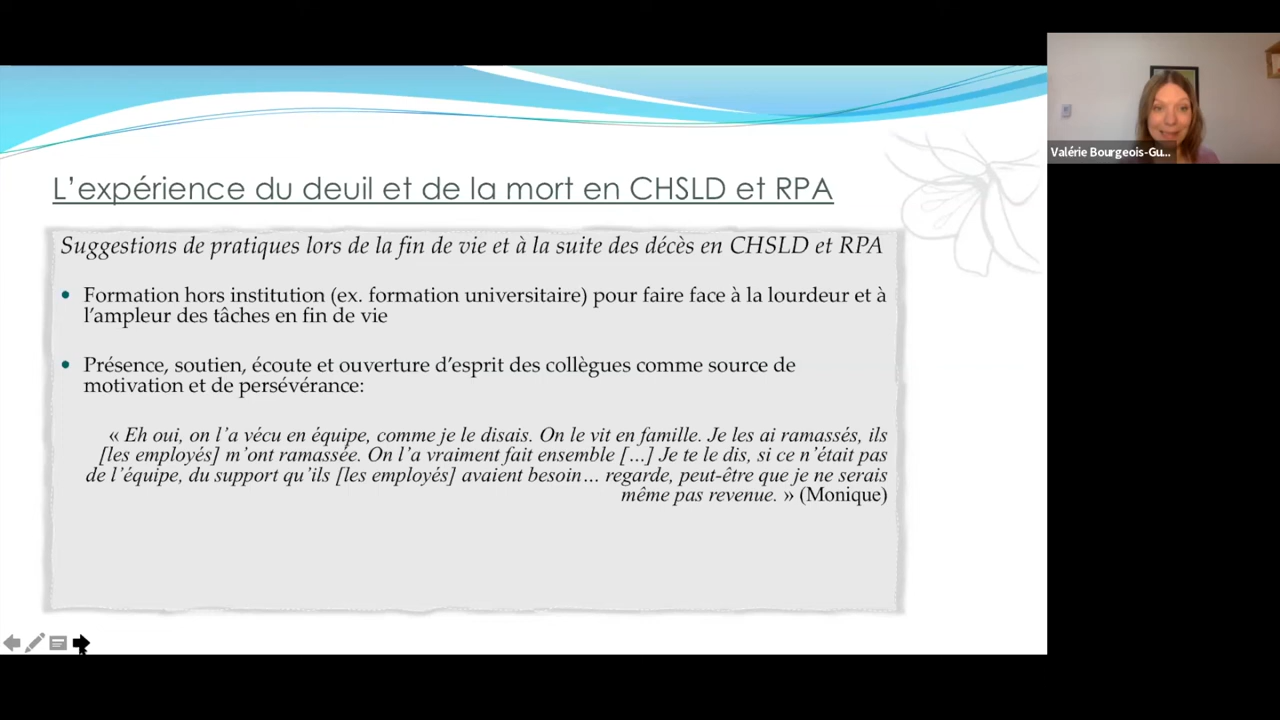 L'expérience du deuil et de la mort en CHSLD et RPA
Suggestions de pratiques lors de la fin de vie et à la suite des décès en CHSLD et RPA
• Formation hors institution (ex. formation universitaire) pour faire face à la lourdeur et à
l'ampleur des tâches en fin de vie
• Présence, soutien, écoute et ouverture d'esprit des collègues comme source de
motivation et de persévérance:
« Eh oui, on l'a vécu en équipe, comme je le disais. On le vit en famille. Je les ai ramassés, ils
[les employés] m'ont ramassée. On l'a vraiment fait ensemble […] Je te le dis, si ce n'était pas
de l'équipe, du support qu'ils [les employés] avaient besoin… regarde, peut-être que je ne serais
même pas revenue. » (Monique)
Valérie Bourgeois-Gu...